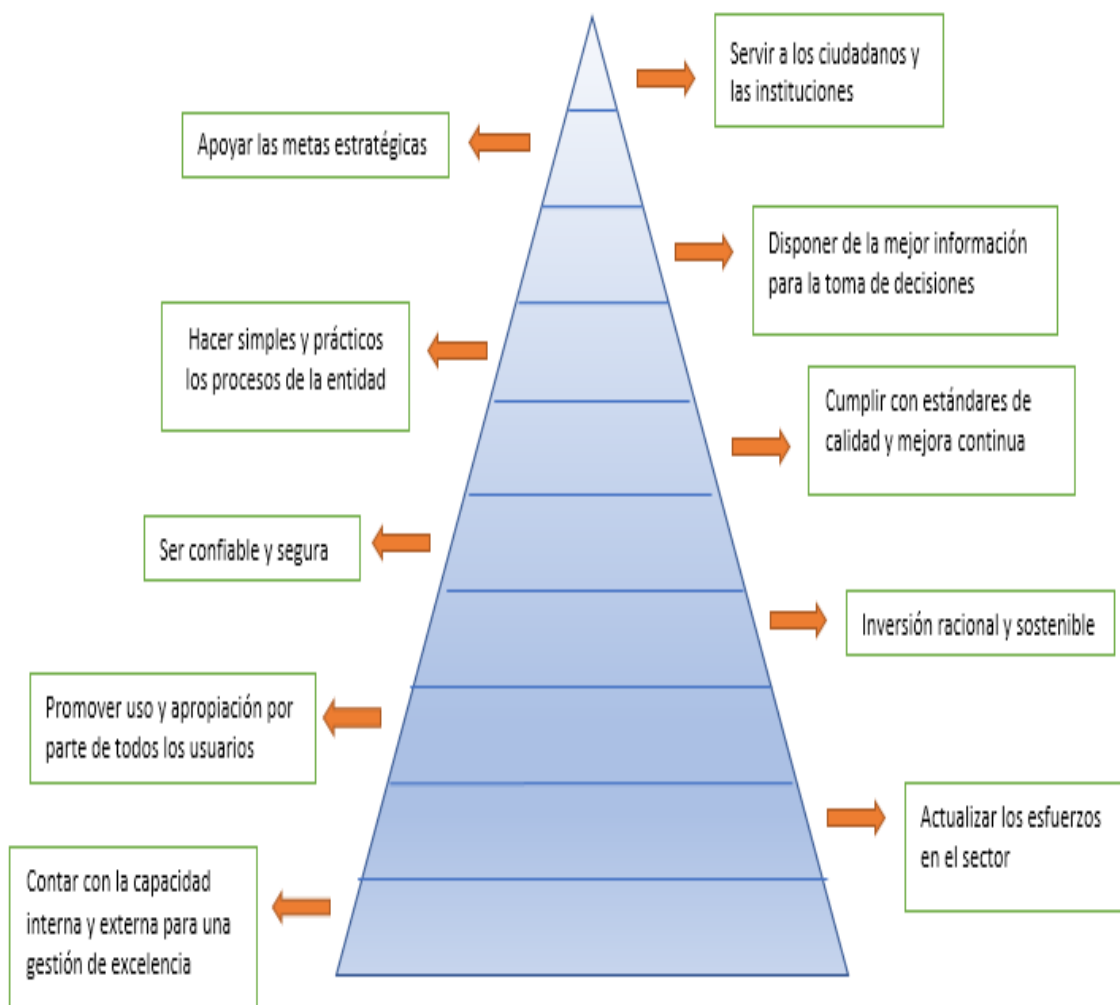 Servir a los ciudadanos y
las instituciones
Apoyar las metas estratégicas
Disponer de la mejor información
para la toma de decisiones
Hacer simples y prácticos
los procesos de la entidad
Cumplir con estándares de
calidad y mejora continua
Ser confiable y segura
Inversión racional y sostenible
Promover uso y apropiación por
parte de todos los usuarios
Actualizar los esfuerzos
en el sector
Contar con la capacidad
interna y externa para una
gestión de excelencia